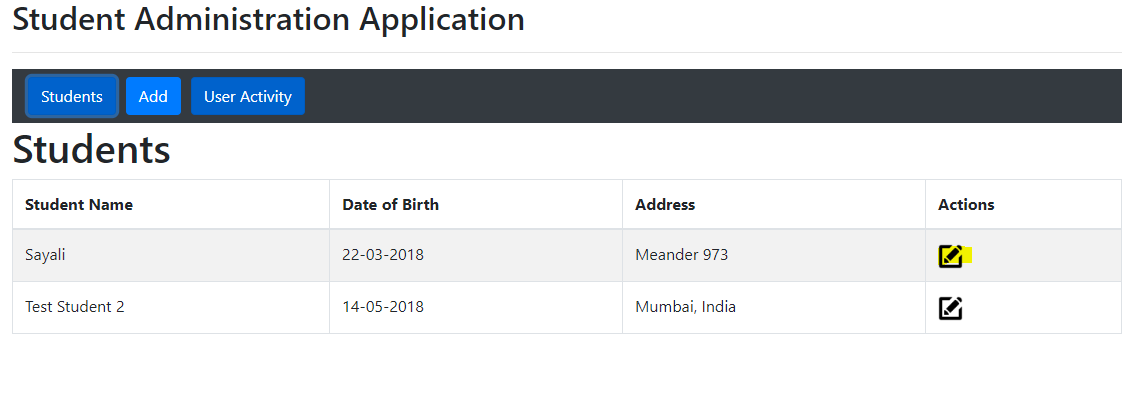 Student Administration Application
Students Add User Activity
Students
Student Name Date of Birth Address Actions
Sayali 22-03-2018 Meander 973
Test Student 2 14-05-2018 Mumbai, India